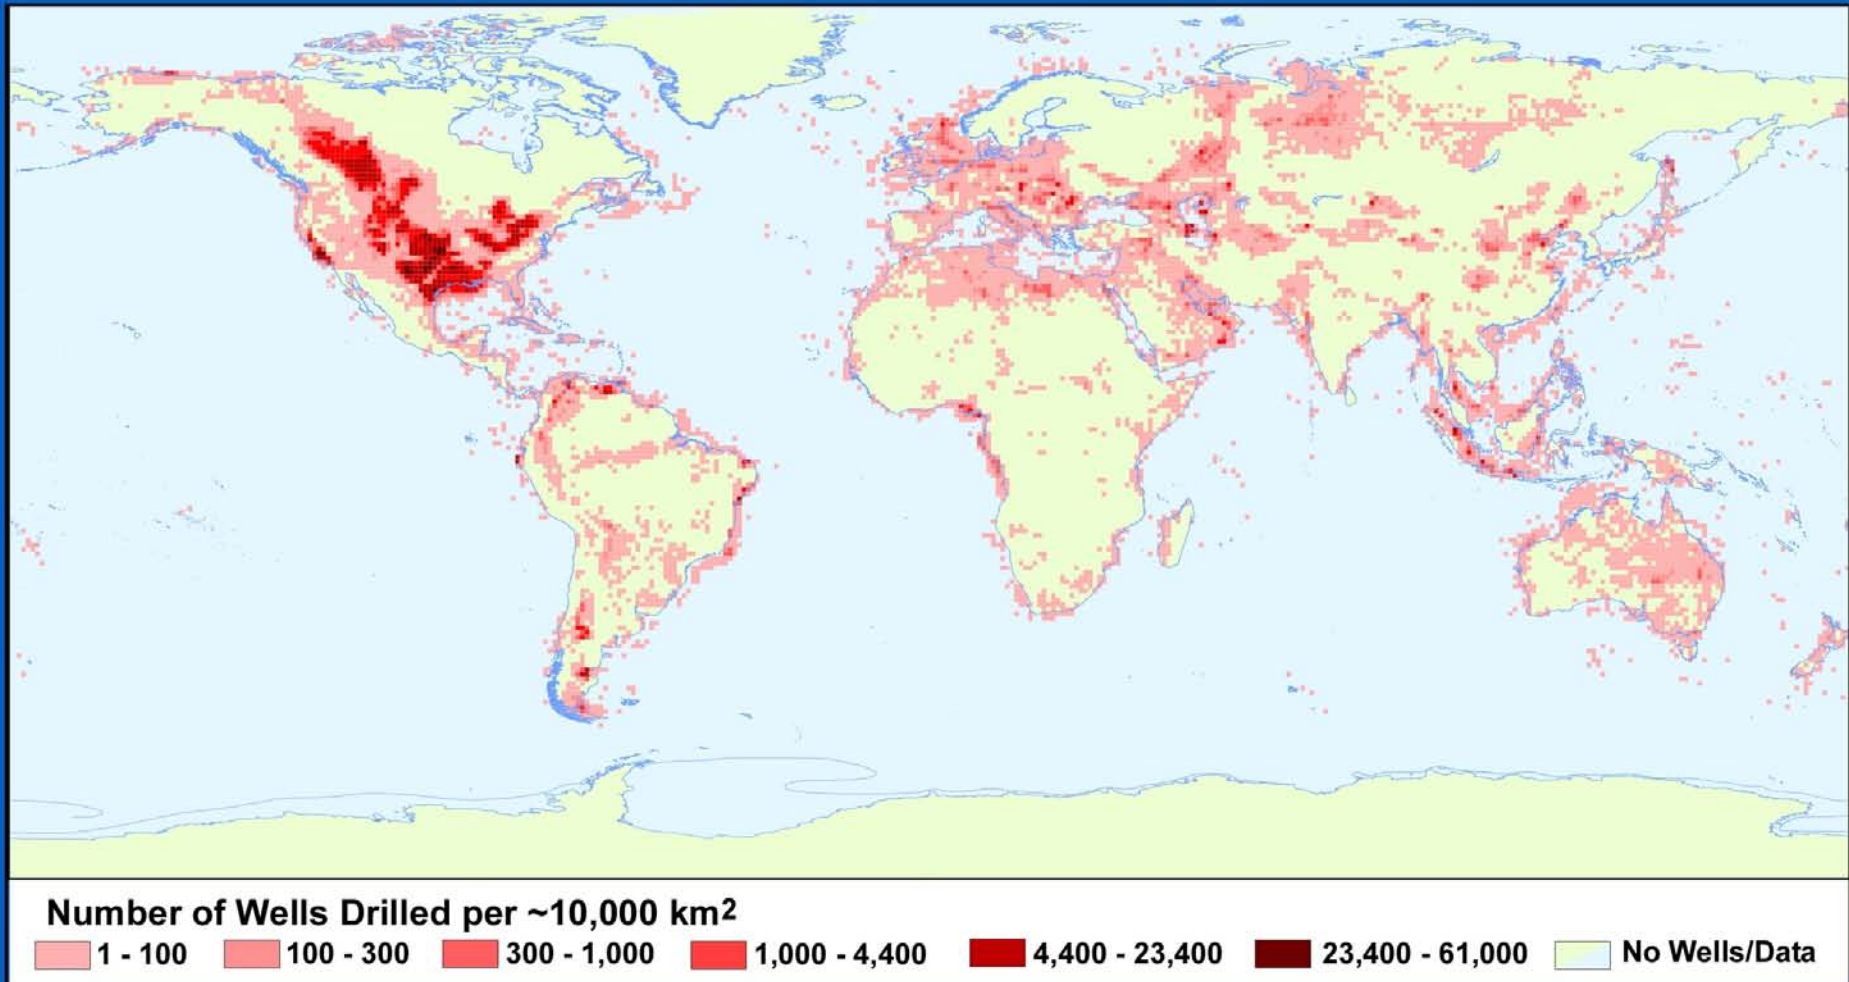 Number of Wells Drilled per ~10,000 km²
1 - 100 100 - 300 300 - 1,000 1,000 - 4,400 4,400 - 23,400 23,400 - 61,000 No Wells/Data